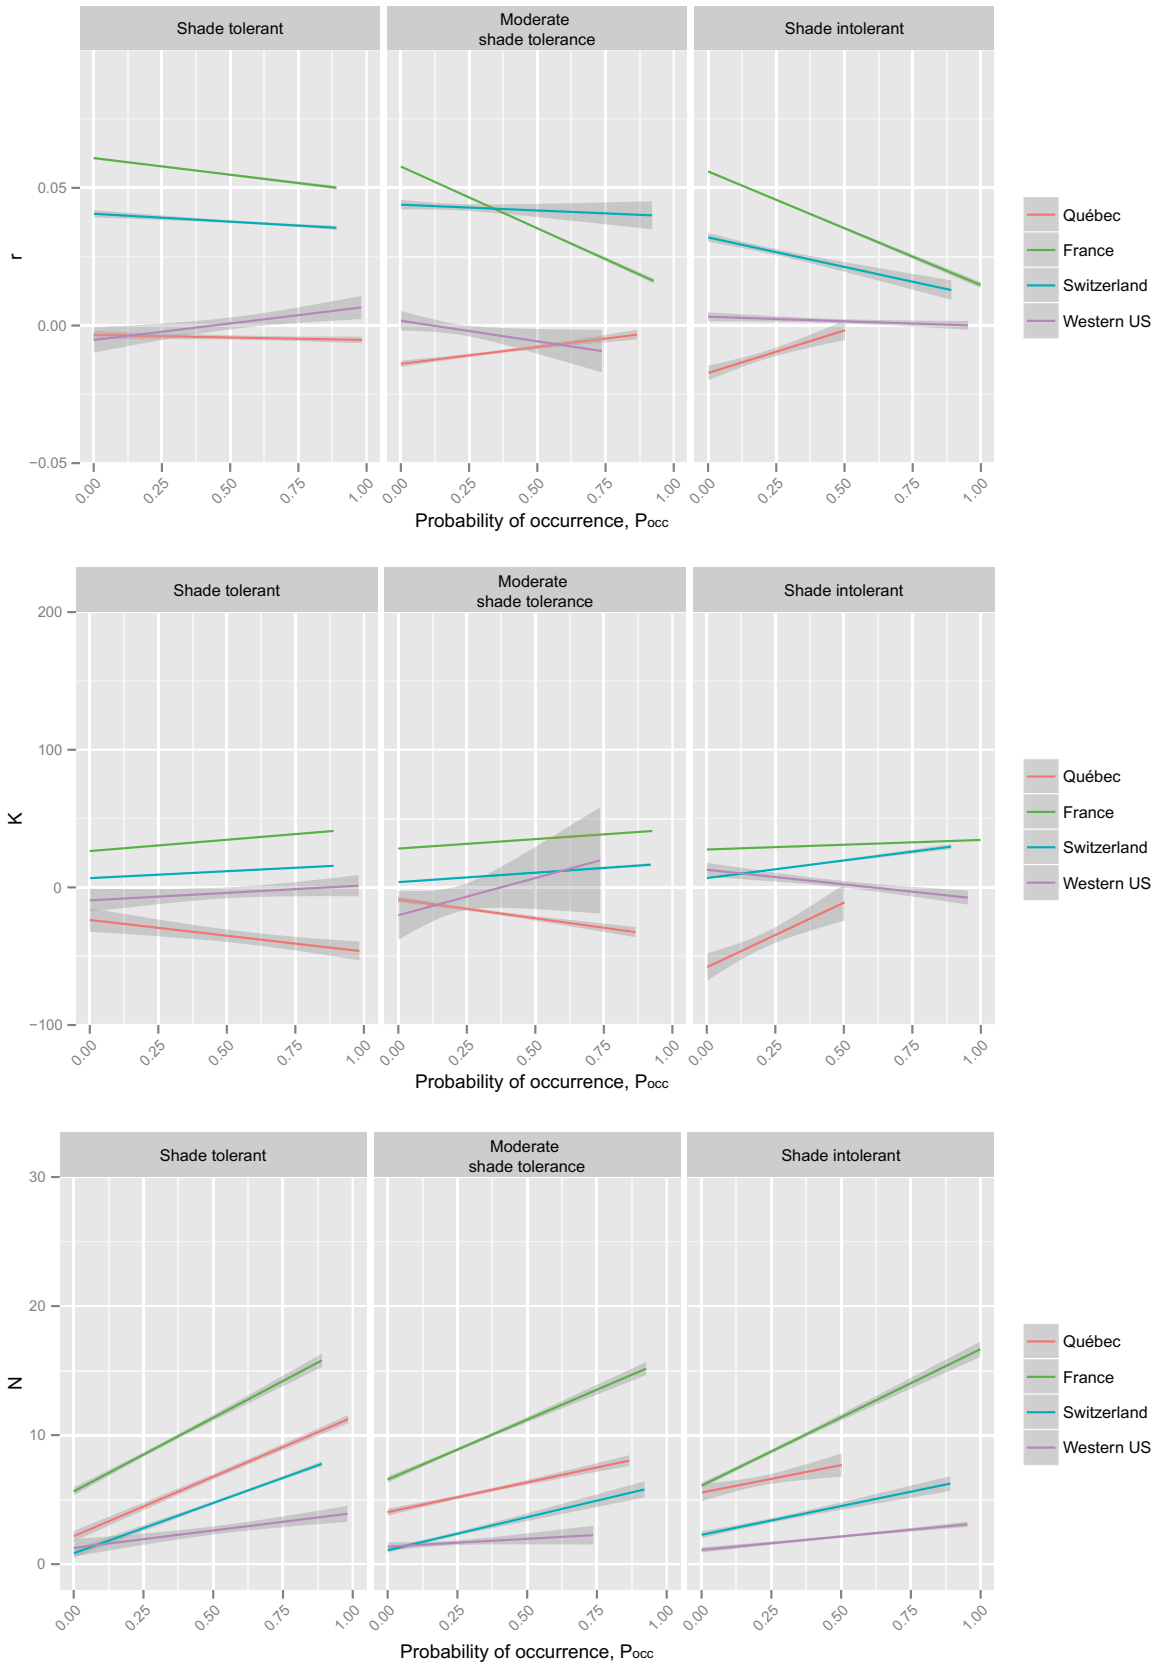 Shade tolerant
Moderate
shade tolerance
Shade intolerant
r
0.05
0.00
−0.05
0.00 0.25 0.50 0.75 1.00 0.00 0.25 0.50 0.75 1.00 0.00 0.25 0.50 0.75 1.00
Probability of occurrence, Pocc
Québec
France
Switzerland
Western US
Shade tolerant
Moderate
shade tolerance
Shade intolerant
K
200
100
0
−100
0.00 0.25 0.50 0.75 1.00 0.00 0.25 0.50 0.75 1.00 0.00 0.25 0.50 0.75 1.00
Probability of occurrence, Pocc
Québec
France
Switzerland
Western US
Shade tolerant
Moderate
shade tolerance
Shade intolerant
N
30
20
10
0
0.00 0.25 0.50 0.75 1.00 0.00 0.25 0.50 0.75 1.00 0.00 0.25 0.50 0.75 1.00
Probability of occurrence, Pocc
Québec
France
Switzerland
Western US